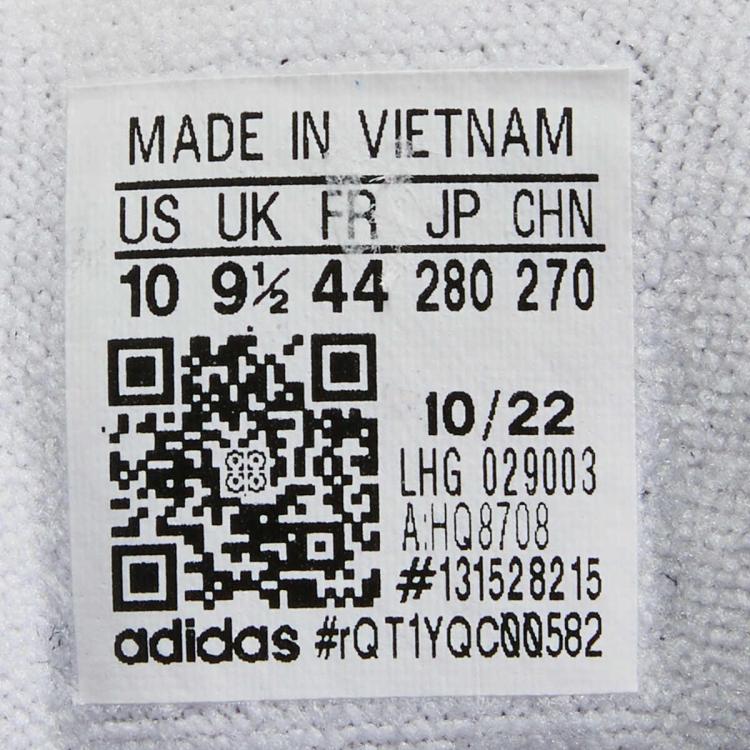 MADE IN VIETNAM
US UK FR JP CHN
10 9½ 44 280 270
10/22
LHG 029003
A:HQ8708
#131528215
adidas #rQT1YQC00582